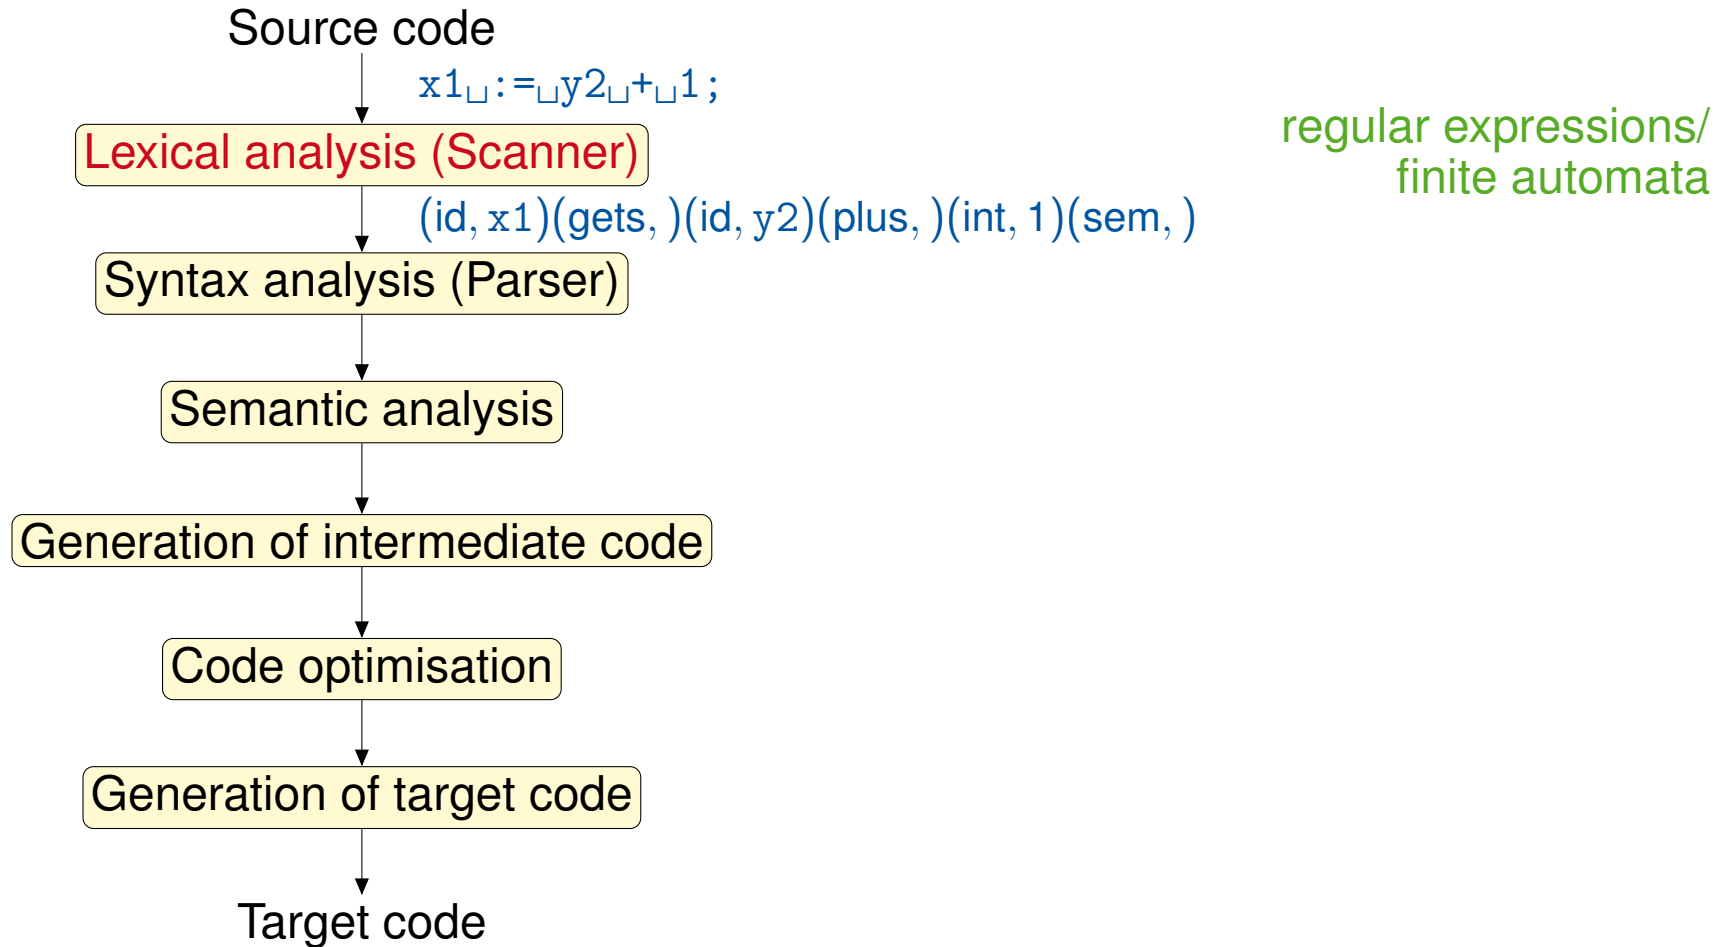 Source code
x1␣:=␣y2␣+␣1;
Lexical analysis (Scanner)
regular expressions/
finite automata
(id, x1)(gets, )(id, y2)(plus, )(int, 1)(sem, )
Syntax analysis (Parser)
Semantic analysis
Generation of intermediate code
Code optimisation
Generation of target code
Target code